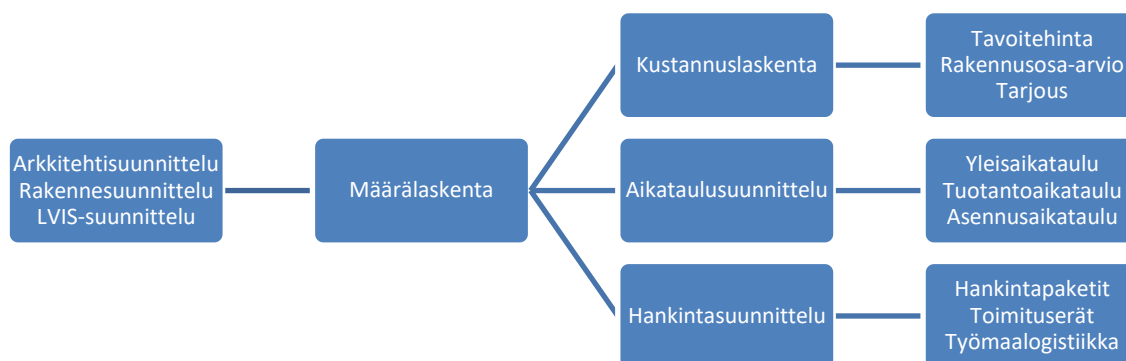 Arkkitehtisuunnittelu
Rakennesuunnittelu
LVIS-suunnittelu
Määrälaskenta
Kustannuslaskenta
Tavoitehinta
Rakennusosa-arvio
Tarjous
Aikataulusuunnittelu
Yleisaikataulu
Tuotantoaikataulu
Asennusaikataulu
Hankintasuunnittelu
Hankintapaketit
Toimituserät
Työmaalogistiikka